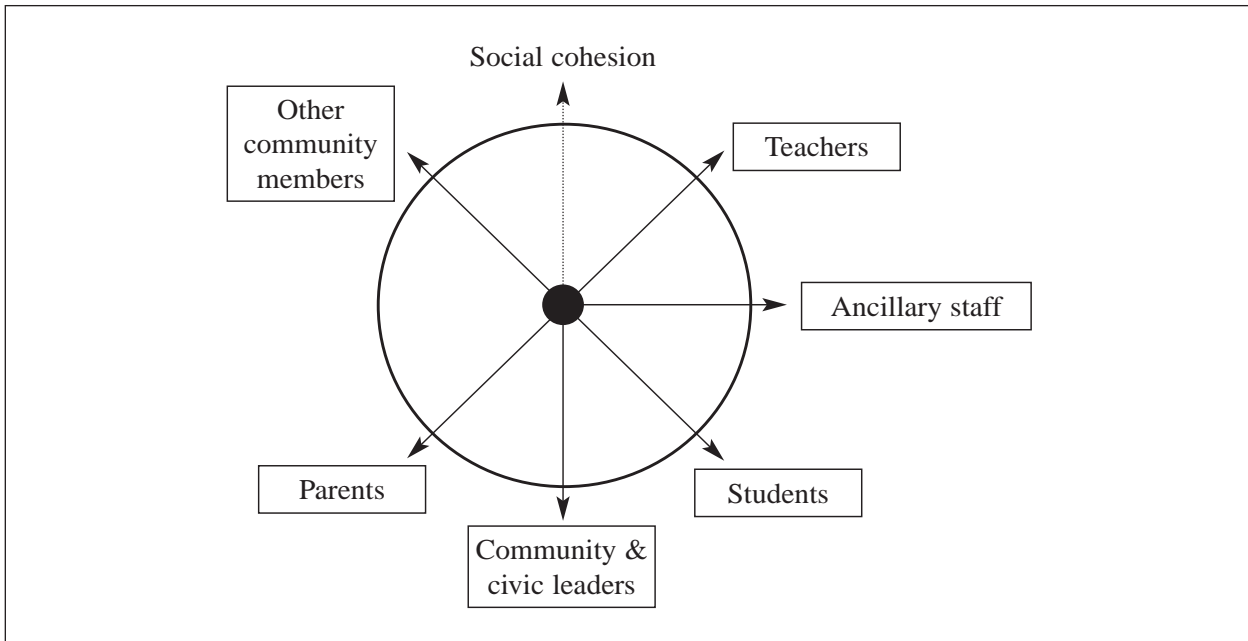 Social cohesion
Other
community
members
Teachers
Ancillary staff
Parents
Students
Community &
civic leaders